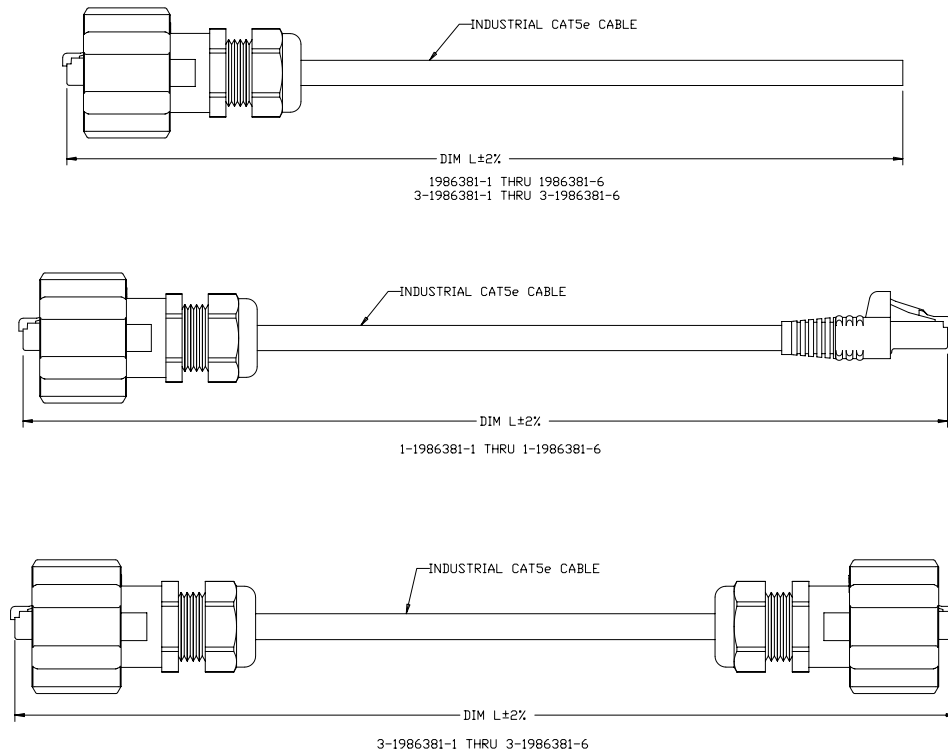 INDUSTRIAL CAT5e CABLE
DIM L±2%
1986381-1 THRU 1986381-6
3-1986381-1 THRU 3-1986381-6
INDUSTRIAL CAT5e CABLE
DIM L±2%
1-1986381-1 THRU 1-1986381-6
INDUSTRIAL CAT5e CABLE
DIM L±2%
3-1986381-1 THRU 3-1986381-6